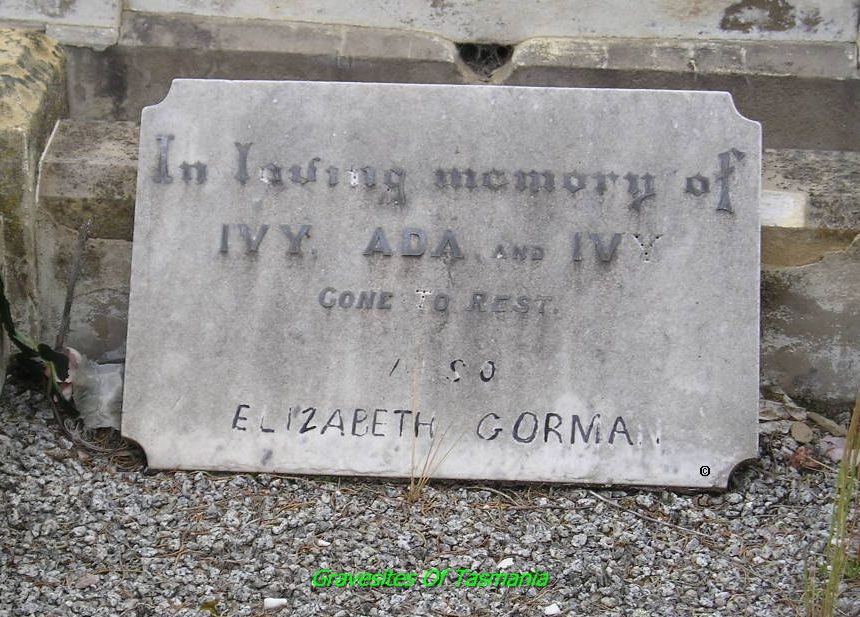 In loving memory of
IVY, ADA, AND IVY
GONE TO REST.
ALSO
ELIZABETH GORMAN
©
Gravesites Of Tasmania